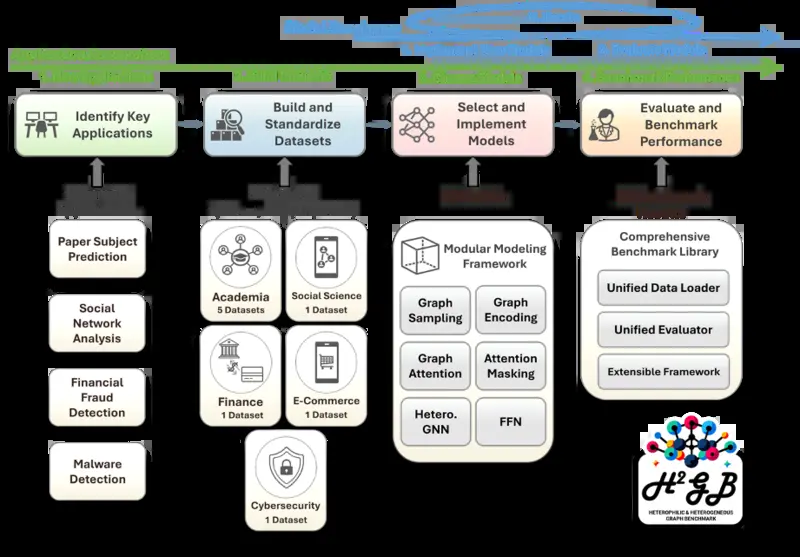 Identify Key
Applications
Build and
Standardize
Datasets
Select and
Implement
Models
Evaluate and
Benchmark
Performance
Paper Subject
Prediction
Social
Network
Analysis
Financial
Fraud
Detection
Malware
Detection
Academia
5 Datasets
Social Science
1 Dataset
Finance
1 Dataset
E-Commerce
1 Dataset
Cybersecurity
1 Dataset
Modular Modeling
Framework
Graph
Sampling
Graph
Encoding
Graph
Attention
Attention
Masking
Hetero.
GNN
FFN
Comprehensive
Benchmark Library
Unified Data Loader
Unified Evaluator
Extensible Framework
H²GB
HETEROPHILIC & HETEROGENEOUS
GRAPH BENCHMARK